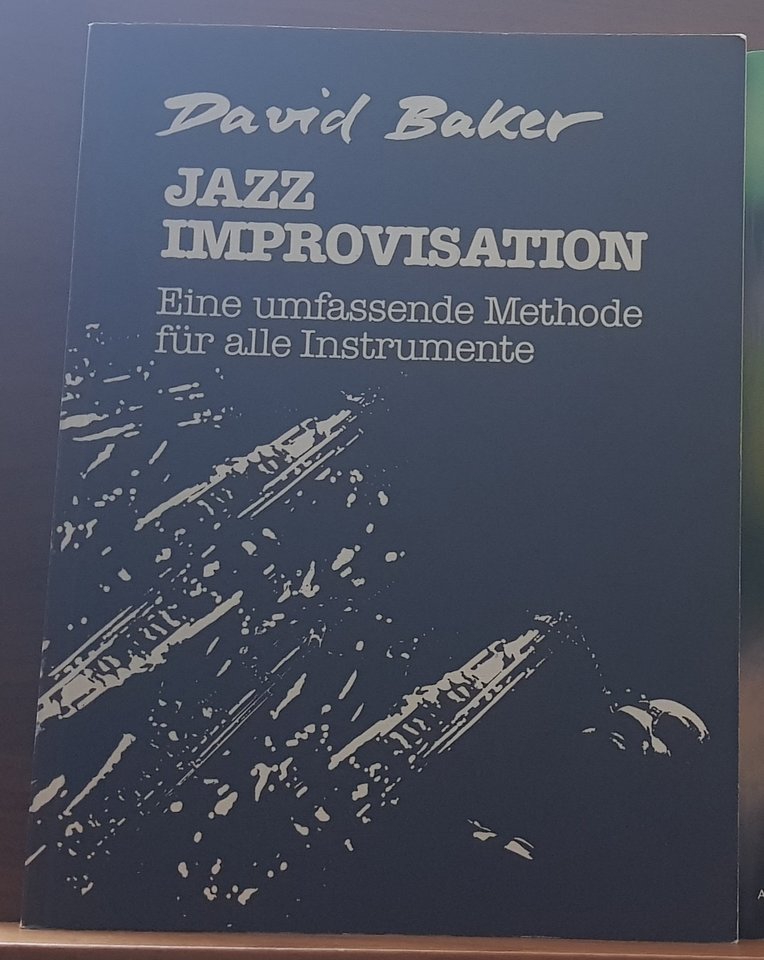 David Baker
JAZZ
IMPROVISATION
Eine umfassende Methode
für alle Instrumente